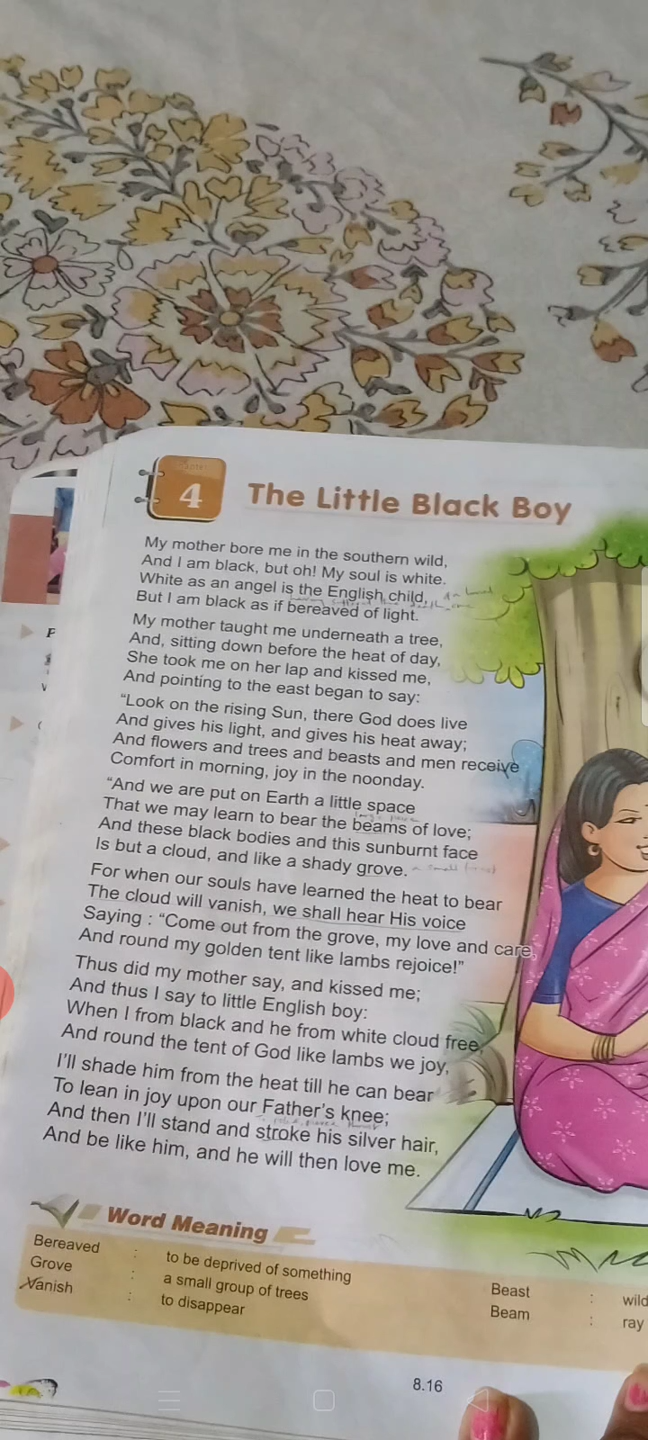 4
The Little Black Boy
My mother bore me in the southern wild,
And I am black, but oh! My soul is white.
White as an angel is the English child,
But I am black as if bereaved of light.
My mother taught me underneath a tree,
And, sitting down before the heat of day,
She took me on her lap and kissed me,
And pointing to the east began to say:
“Look on the rising Sun, there God does live
And gives his light, and gives his heat away;
And flowers and trees and beasts and men receive
Comfort in morning, joy in the noonday.
“And we are put on Earth a little space
That we may learn to bear the beams of love;
And these black bodies and this sunburnt face
Is but a cloud, and like a shady grove.
For when our souls have learned the heat to bear
The cloud will vanish, we shall hear His voice
Saying : “Come out from the grove, my love and care,
And round my golden tent like lambs rejoice!”
Thus did my mother say, and kissed me;
And thus I say to little English boy:
When I from black and he from white cloud free,
And round the tent of God like lambs we joy,
I’ll shade him from the heat till he can bear
To lean in joy upon our Father’s knee;
And then I’ll stand and stroke his silver hair,
And be like him, and he will then love me.
Word Meaning
Bereaved : to be deprived of something
Grove : a small group of trees
Vanish : to disappear
Beast : wild
Beam : ray
8.16